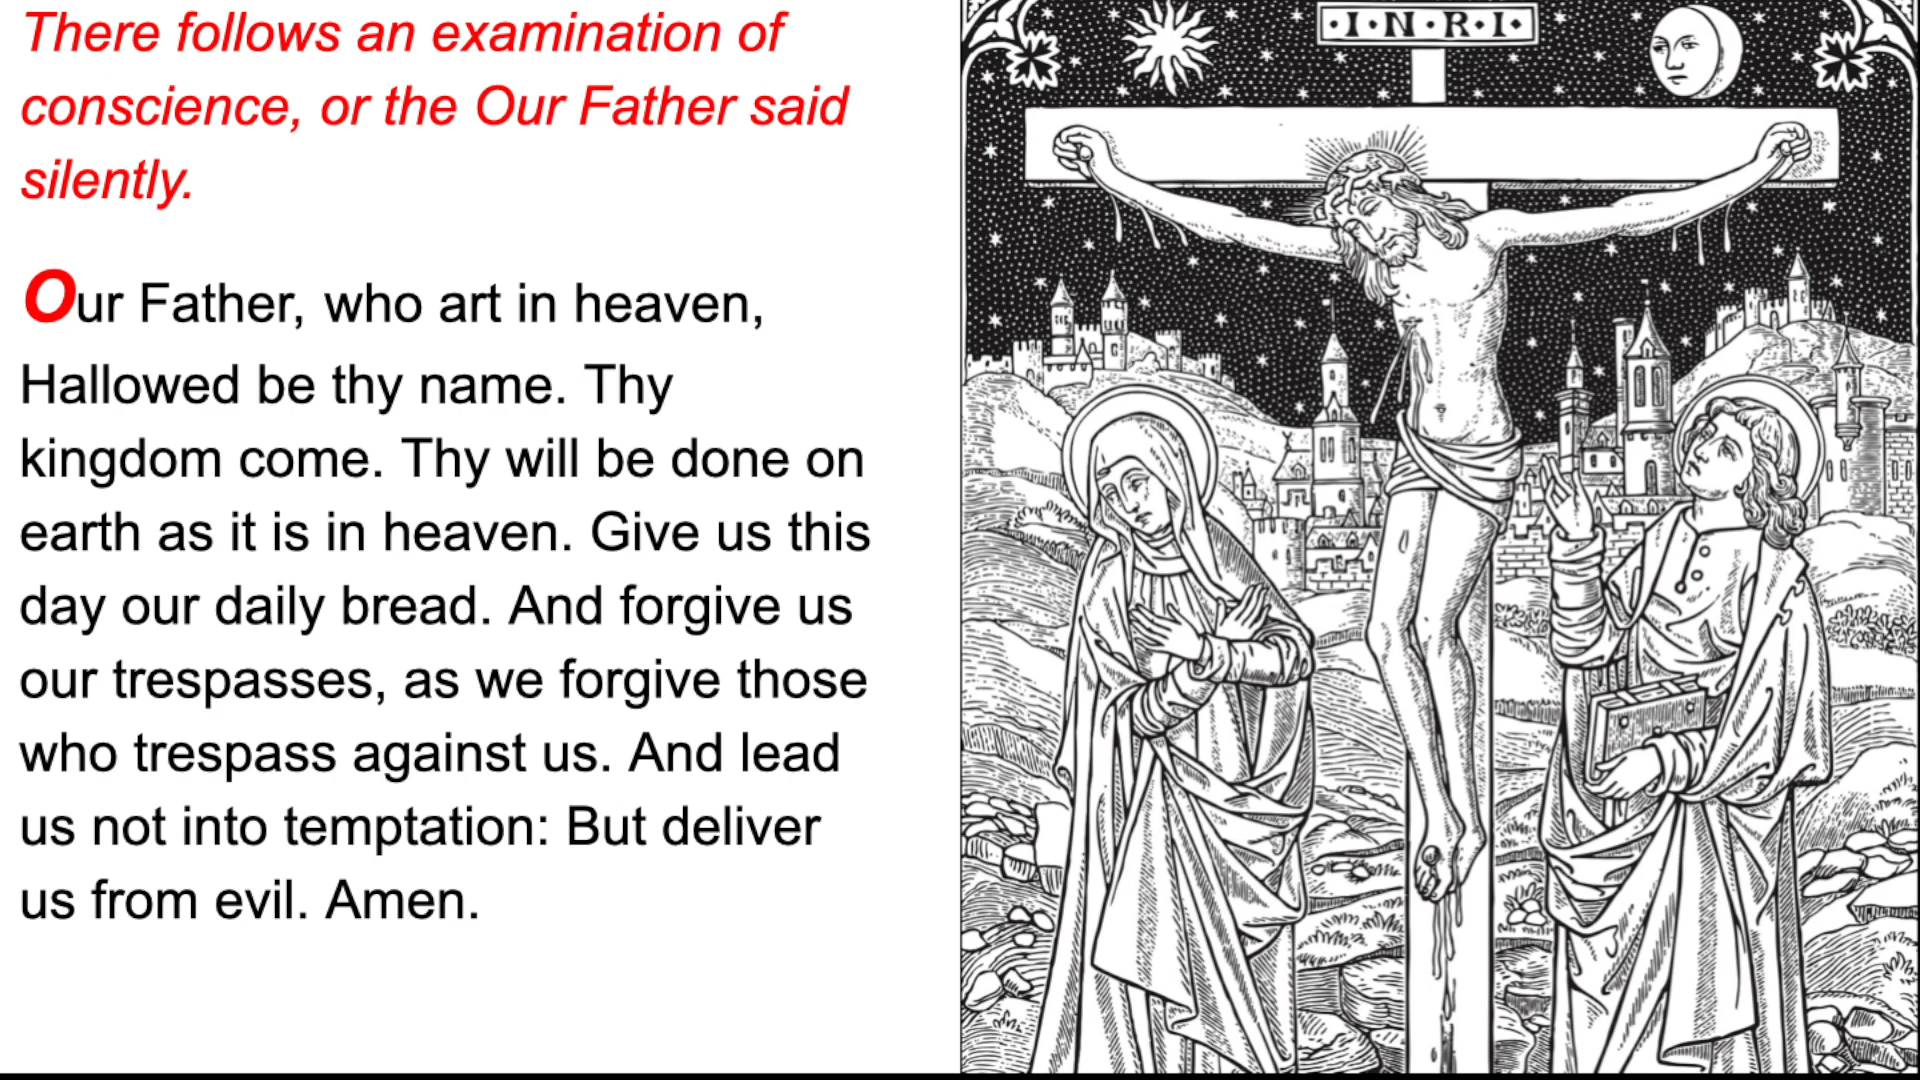 There follows an examination of
conscience, or the Our Father said
silently.
Our Father, who art in heaven,
Hallowed be thy name. Thy
kingdom come. Thy will be done on
earth as it is in heaven. Give us this
day our daily bread. And forgive us
our trespasses, as we forgive those
who trespass against us. And lead
us not into temptation: But deliver
us from evil. Amen.
·I·N·R·I·